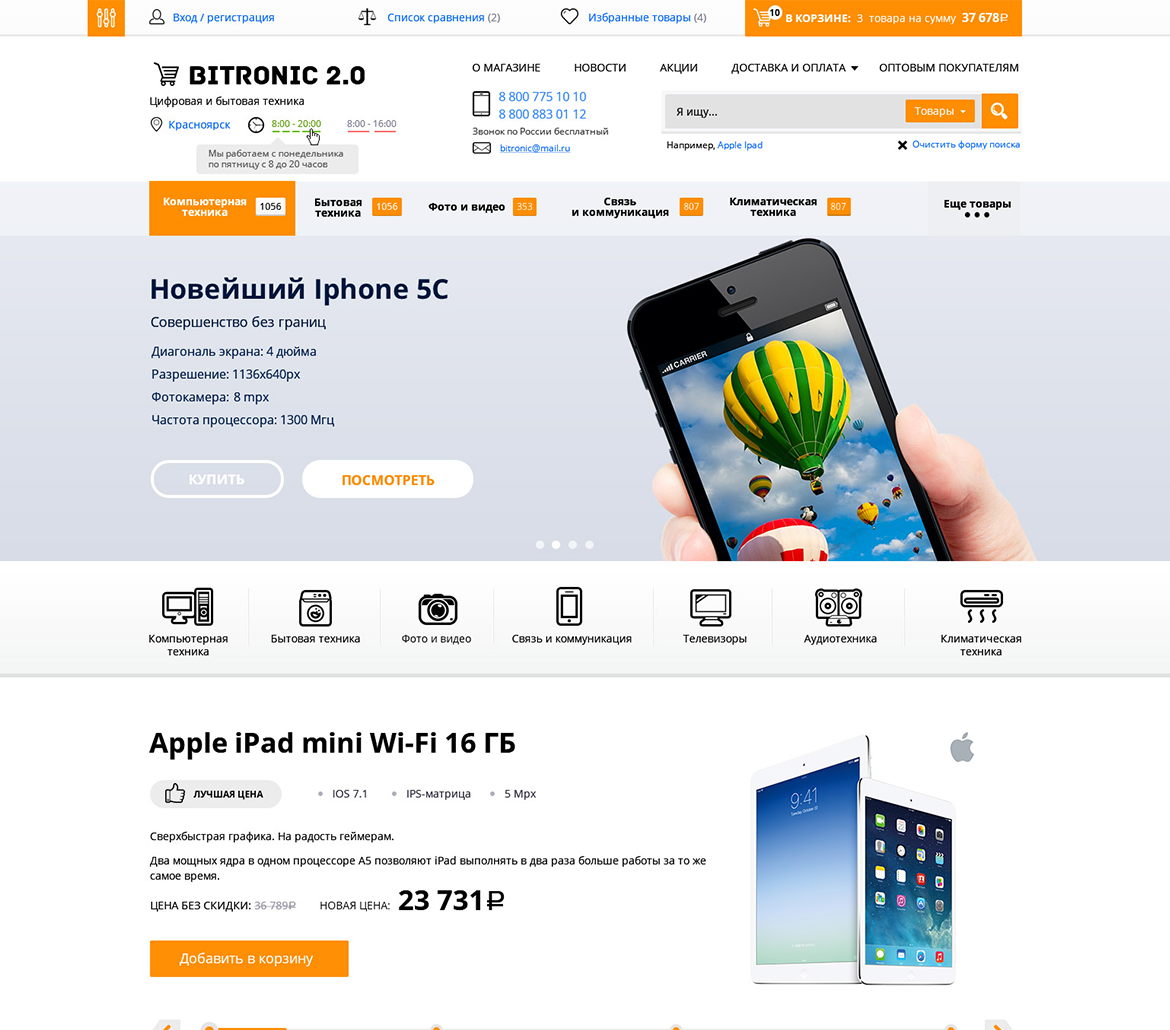 Вход / регистрация
Список сравнения (2)
Избранные товары (4)
10
В КОРЗИНЕ: 3 товара на сумму 37 678₽
BITRONIC 2.0
Цифровая и бытовая техника
Красноярск
8:00 - 20:00
8:00 - 16:00
Мы работаем с понедельника
по пятницу с 8 до 20 часов
О МАГАЗИНЕ
НОВОСТИ
АКЦИИ
ДОСТАВКА И ОПЛАТА
ОПТОВЫМ ПОКУПАТЕЛЯМ
8 800 775 10 10
8 800 883 01 12
Звонок по России бесплатный
bitronic@mail.ru
Я ищу...
Товары
Например, Apple Ipad
Очистить форму поиска
Компьютерная
техника
1056
Бытовая
техника
1056
Фото и видео
353
Связь
и коммуникация
807
Климатическая
техника
807
Еще товары
Новейший Iphone 5C
Совершенство без границ
Диагональ экрана: 4 дюйма
Разрешение: 1136x640px
Фотокамера: 8 mpx
Частота процессора: 1300 Мгц
КУПИТЬ
ПОСМОТРЕТЬ
CARRIER
Компьютерная
техника
Бытовая техника
Фото и видео
Связь и коммуникация
Телевизоры
Аудиотехника
Климатическая
техника
Apple iPad mini Wi-Fi 16 ГБ
ЛУЧШАЯ ЦЕНА
IOS 7.1
IPS-матрица
5 Mpx
Сверхбыстрая графика. На радость геймерам.
Два мощных ядра в одном процессоре A5 позволяют iPad выполнять в два раза больше работы за то же
самое время.
ЦЕНА БЕЗ СКИДКИ: 36 789₽
НОВАЯ ЦЕНА: 23 731₽
Добавить в корзину
9:41